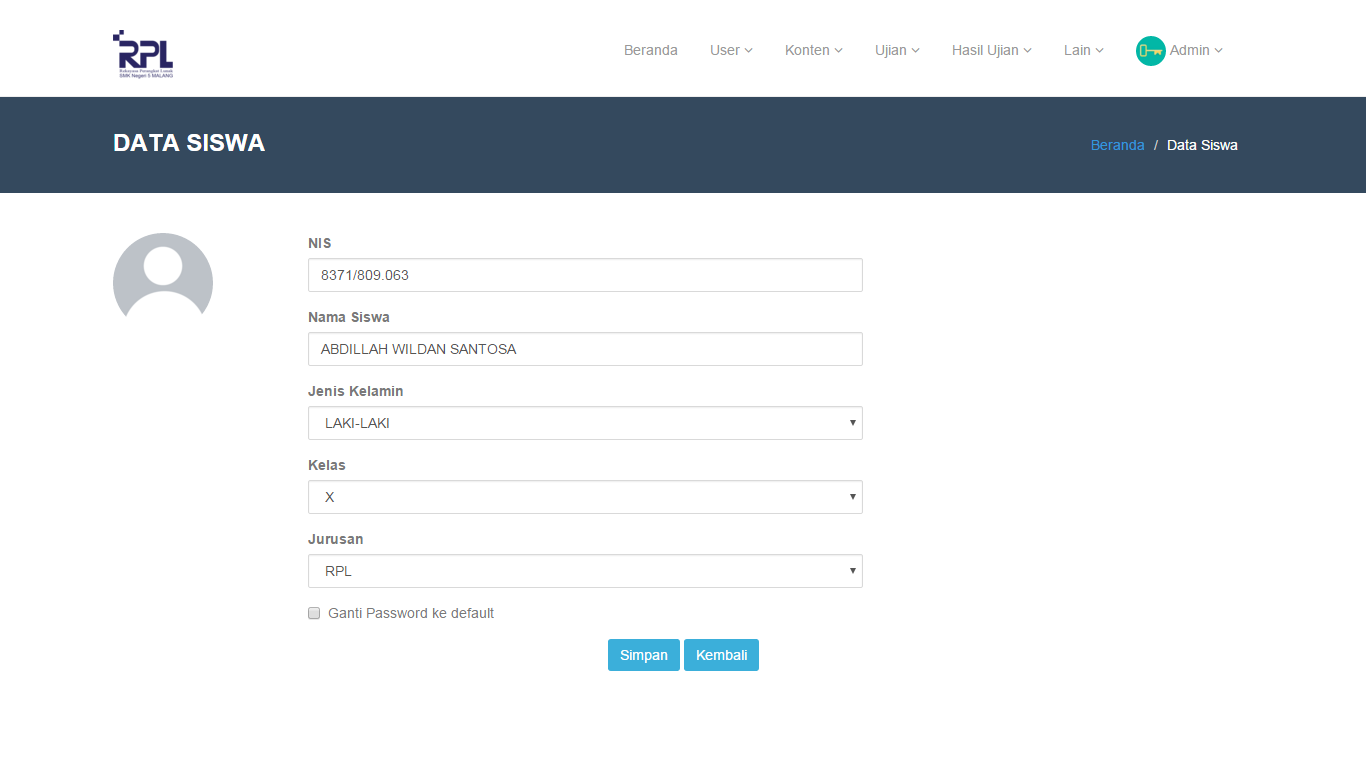 RPL
Rekayasa Perangkat Lunak
SMK Negeri 5 MALANG
Beranda User Konten Ujian Hasil Ujian Lain Admin
DATA SISWA
Beranda / Data Siswa
NIS
8371/809.063
Nama Siswa
ABDILLAH WILDAN SANTOSA
Jenis Kelamin
LAKI-LAKI
Kelas
X
Jurusan
RPL
Ganti Password ke default
Simpan Kembali